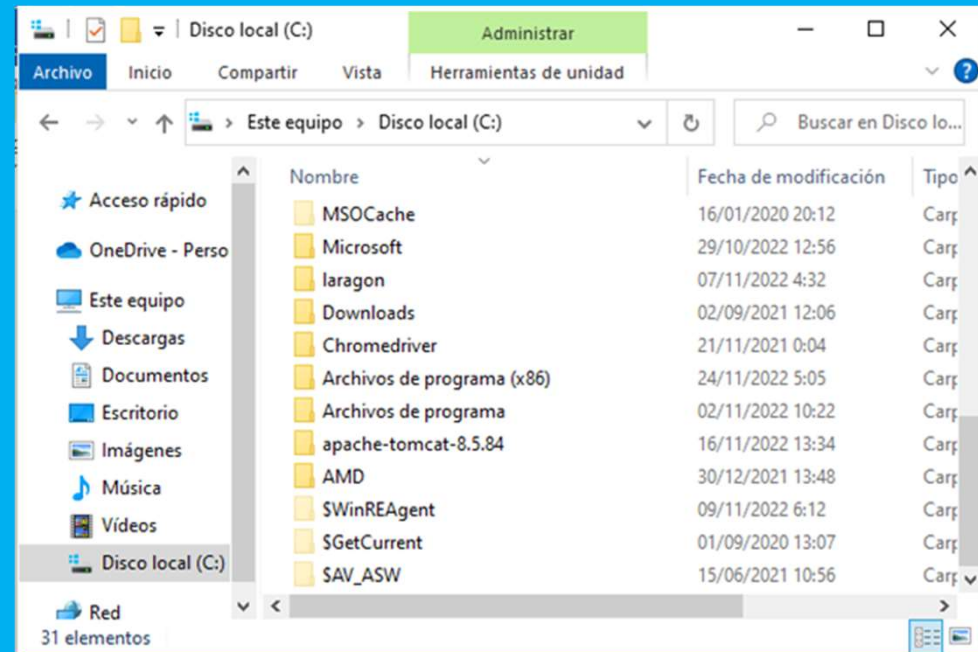 Disco local (C:)
Administrar
Archivo Inicio Compartir Vista Herramientas de unidad
Este equipo > Disco local (C:) Buscar en Disco lo...
Nombre Fecha de modificación Tipo
Acceso rápido
OneDrive - Perso
Este equipo
Descargas
Documentos
Escritorio
Imágenes
Música
Vídeos
Disco local (C:)
Red
MSOCache 16/01/2020 20:12 Carp
Microsoft 29/10/2022 12:56 Carp
laragon 07/11/2022 4:32 Carp
Downloads 02/09/2021 12:06 Carp
Chromedriver 21/11/2021 0:04 Carp
Archivos de programa (x86) 24/11/2022 5:05 Carp
Archivos de programa 02/11/2022 10:22 Carp
apache-tomcat-8.5.84 16/11/2022 13:34 Carp
AMD 30/12/2021 13:48 Carp
$WinREAgent 09/11/2022 6:12 Carp
$GetCurrent 01/09/2020 13:07 Carp
$AV_ASW 15/06/2021 10:56 Carp
31 elementos